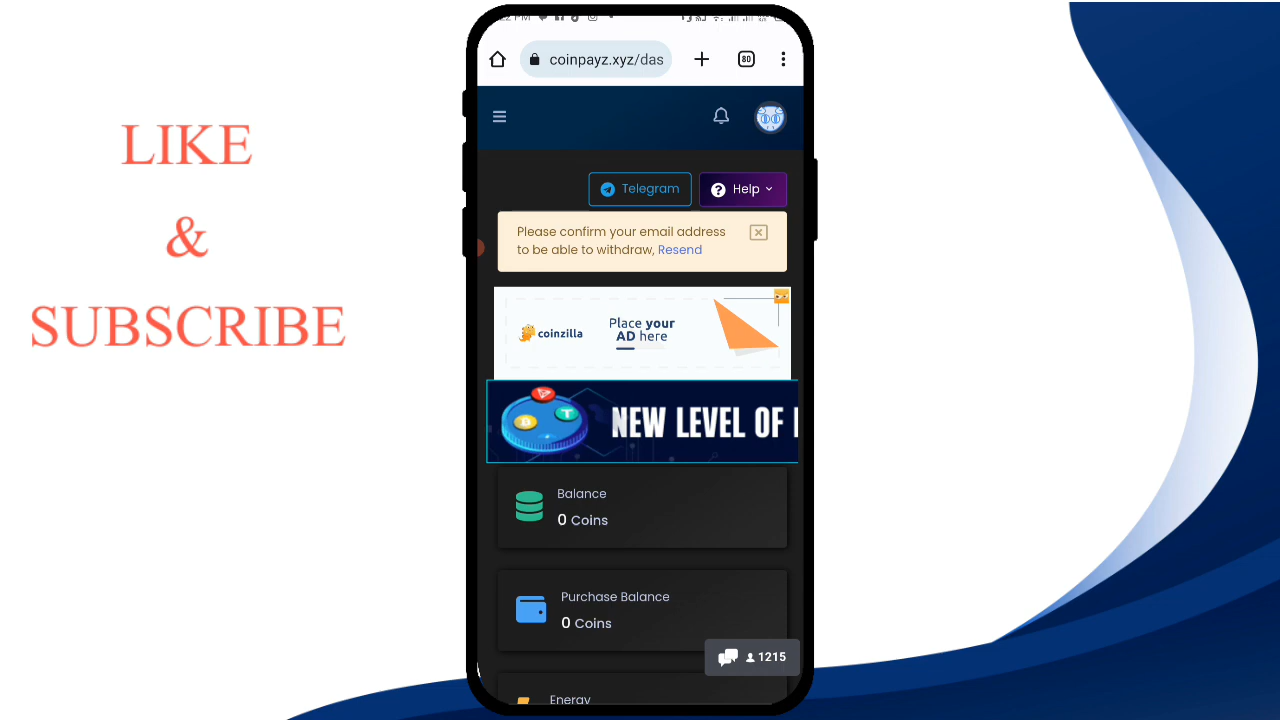 LIKE
&
SUBSCRIBE
coinpayz.xyz/das
80
Telegram
? Help
Please confirm your email address
to be able to withdraw, Resend
coinzilla
Place your
AD here
NEW LEVEL OF
Balance
0 Coins
Purchase Balance
0 Coins
1215
Energy